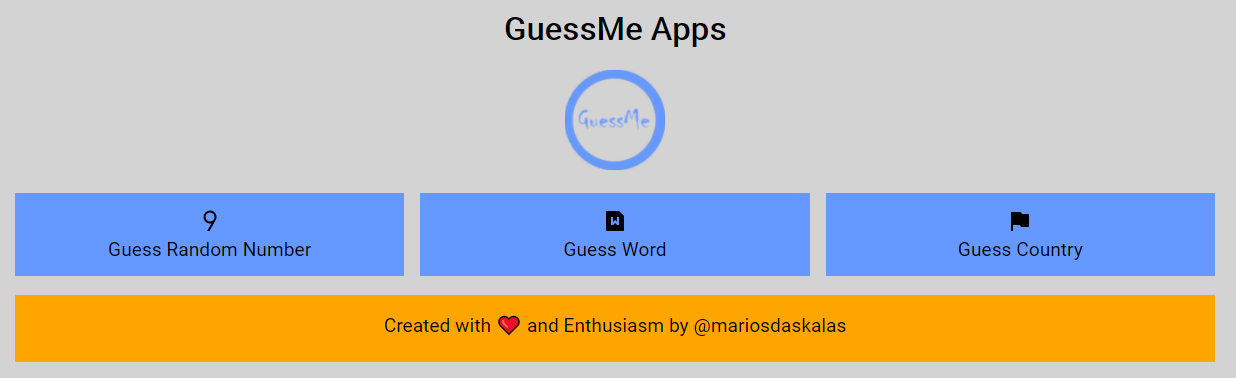 GuessMe Apps
GuessMe
9
Guess Random Number
W
Guess Word
Guess Country
Created with ❤️ and Enthusiasm by @mariosdaskalas